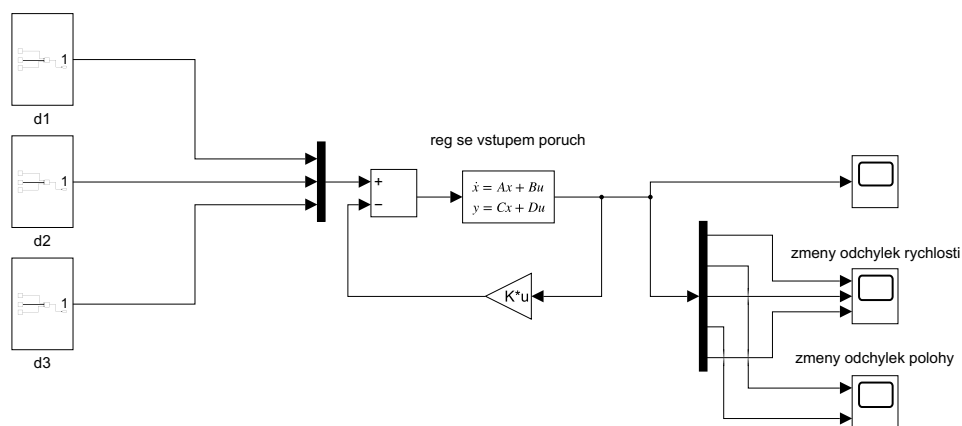 1
d1
1
d2
1
d3
+
−
reg se vstupem poruch
ẋ = Ax + Bu
y = Cx + Du
K*u
zmeny odchylek rychlosti
zmeny odchylek polohy